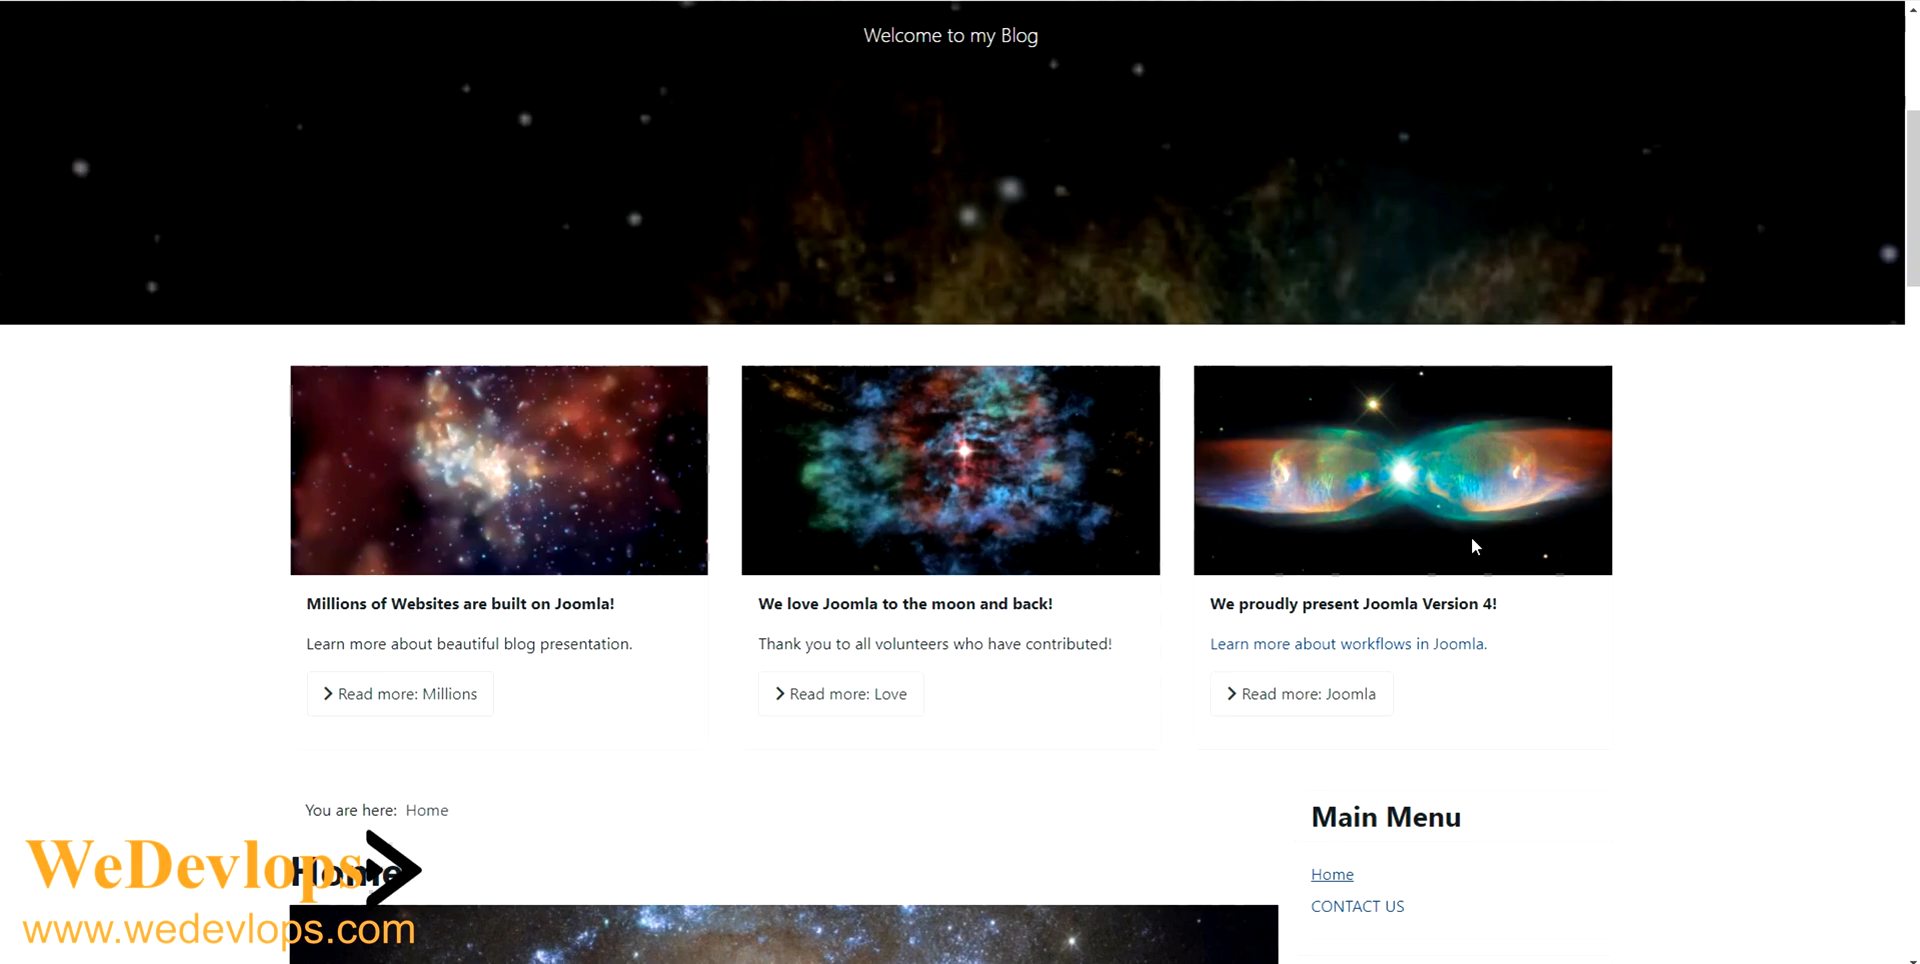 Welcome to my Blog
Millions of Websites are built on Joomla!
Learn more about beautiful blog presentation.
Read more: Millions
We love Joomla to the moon and back!
Thank you to all volunteers who have contributed!
Read more: Love
We proudly present Joomla Version 4!
Learn more about workflows in Joomla.
Read more: Joomla
You are here: Home
Home
Main Menu
Home
CONTACT US
WeDevlops
www.wedevlops.com